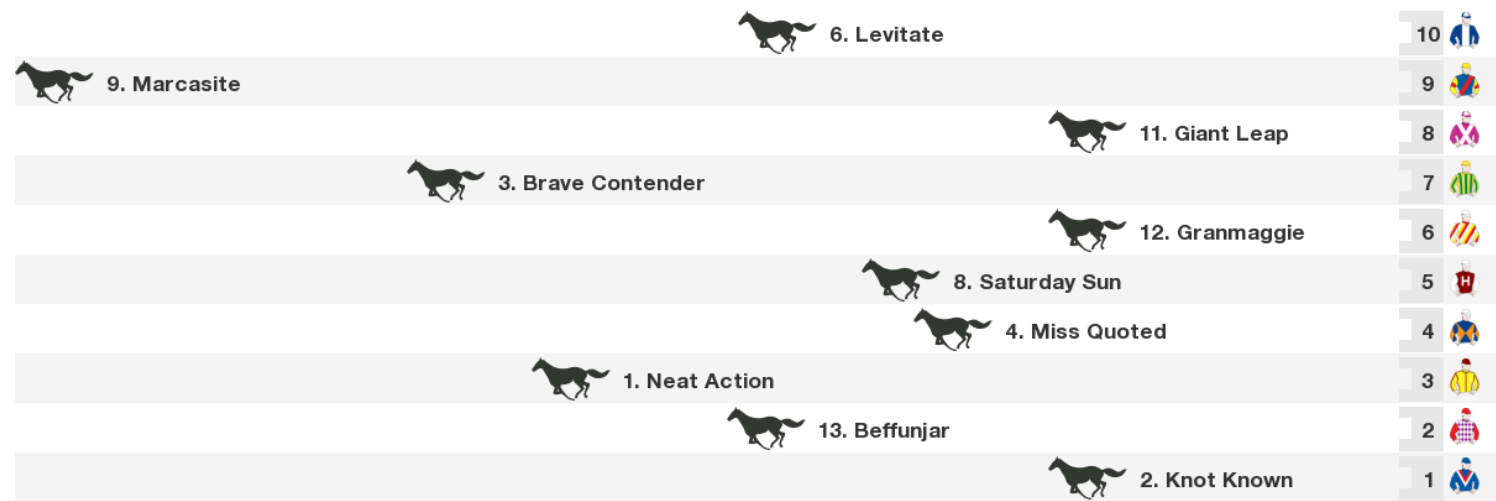 6. Levitate 10
9. Marcasite 9
11. Giant Leap 8
3. Brave Contender 7
12. Granmaggie 6
8. Saturday Sun 5 H
4. Miss Quoted 4
1. Neat Action 3
13. Beffunjar 2
2. Knot Known 1